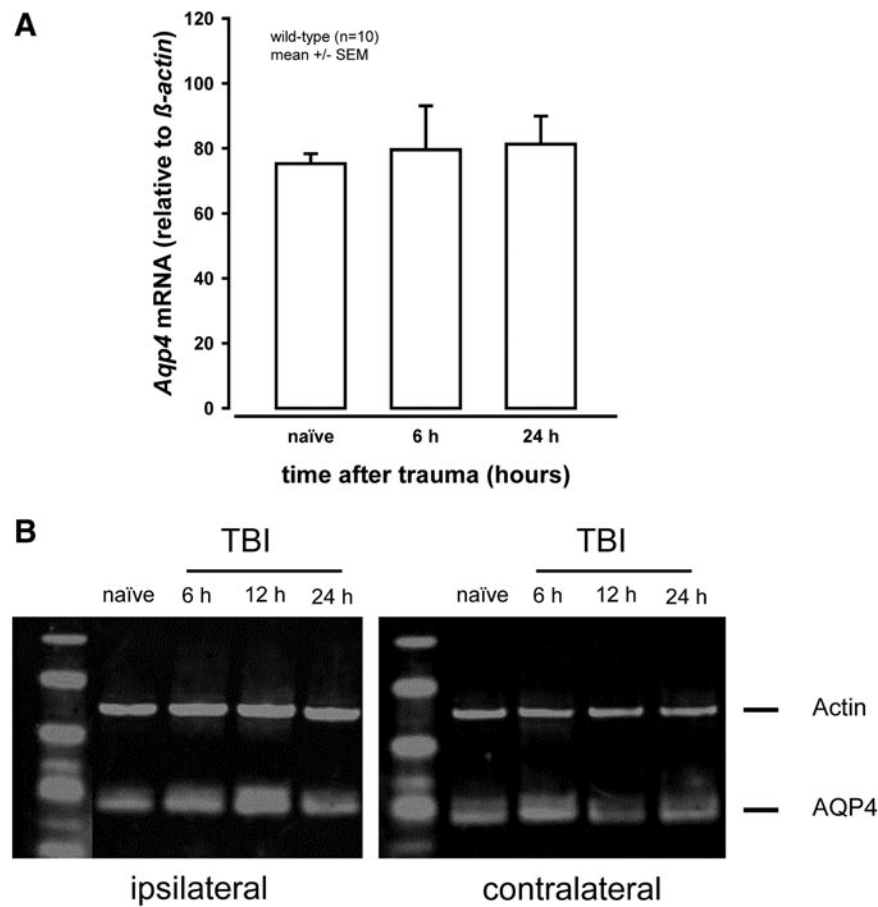 A
wild-type (n=10)
mean +/- SEM
Aqp4 mRNA (relative to ß-actin)
120
100
80
60
40
20
0
naïve 6 h 24 h
time after trauma (hours)
B
TBI TBI
naïve 6 h 12 h 24 h naïve 6 h 12 h 24 h
Actin
AQP4
ipsilateral contralateral